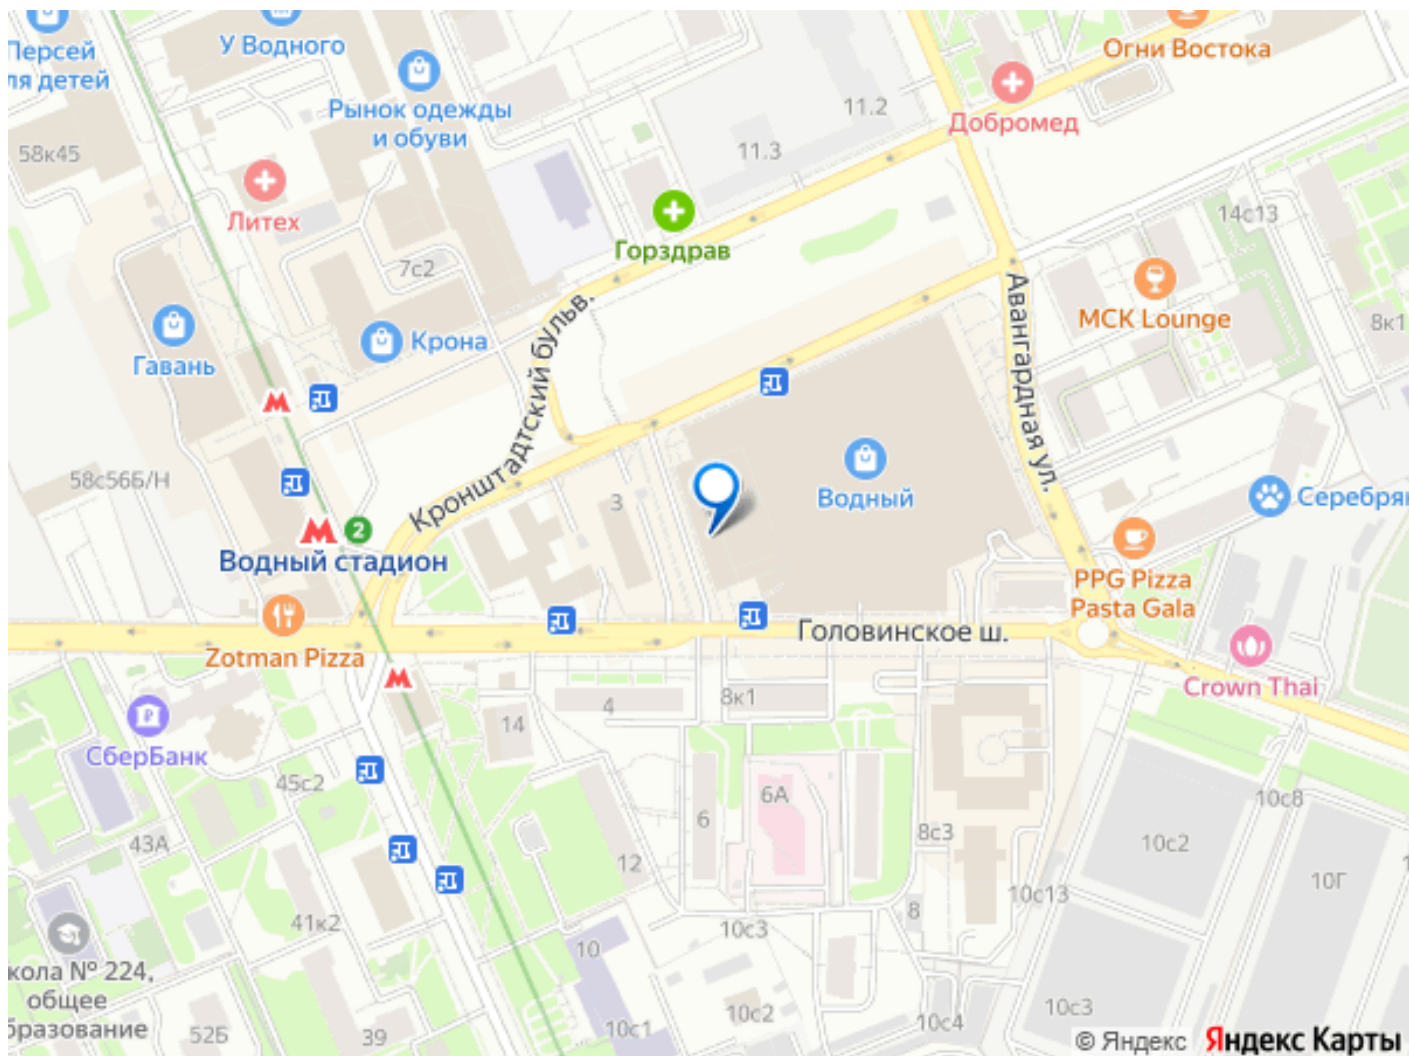 Персей
ля детей
У Водного
Рынок одежды
и обуви
Огни Востока
Добромед
11.2
11.3
58к45
Литех
Горздрав
14с13
7с2
MCK Lounge
8к1
Гавань
Крона
Кронштадтский бульв.
Авангардная ул.
58с56Б/Н
3
Водный
Серебрян
2
Водный стадион
PPG Pizza
Pasta Gala
Zotman Pizza
Головинское ш.
Crown Thai
СберБанк
4
8к1
14
45с2
6А
10с8
43А
6
8с3
10с2
12
10с13
10Г
41к2
8
10с3
10
кола № 224,
общее
бразование
52Б
39
10с1
10с2
10с4
10с3
© Яндекс Яндекс Карты